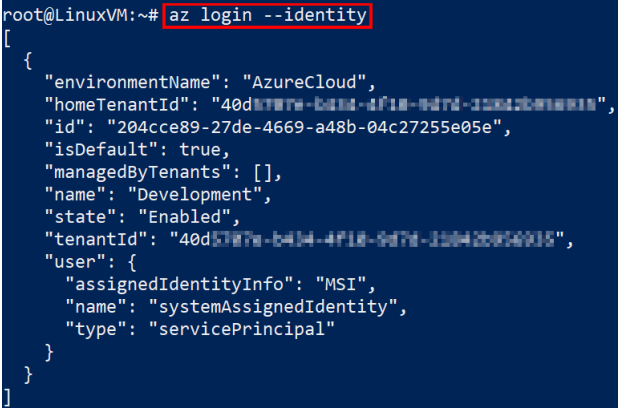 root@LinuxVM:~# az login --identity
[
  {
    "environmentName": "AzureCloud",
    "homeTenantId": "40d",
    "id": "204cce89-27de-4669-a48b-04c27255e05e",
    "isDefault": true,
    "managedByTenants": [],
    "name": "Development",
    "state": "Enabled",
    "tenantId": "40d",
    "user": {
      "assignedIdentityInfo": "MSI",
      "name": "systemAssignedIdentity",
      "type": "servicePrincipal"
    }
  }
]